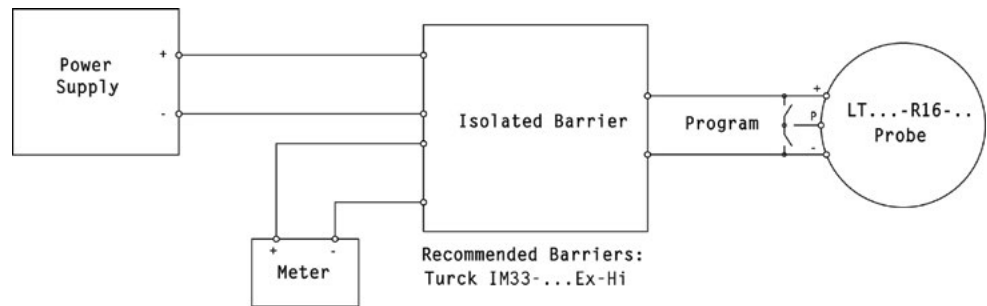 Power
Supply
+
-
Isolated Barrier
Program
+
P
-
LT...-R16-..
Probe
+ -
Meter
Recommended Barriers:
Turck IM33-...Ex-Hi